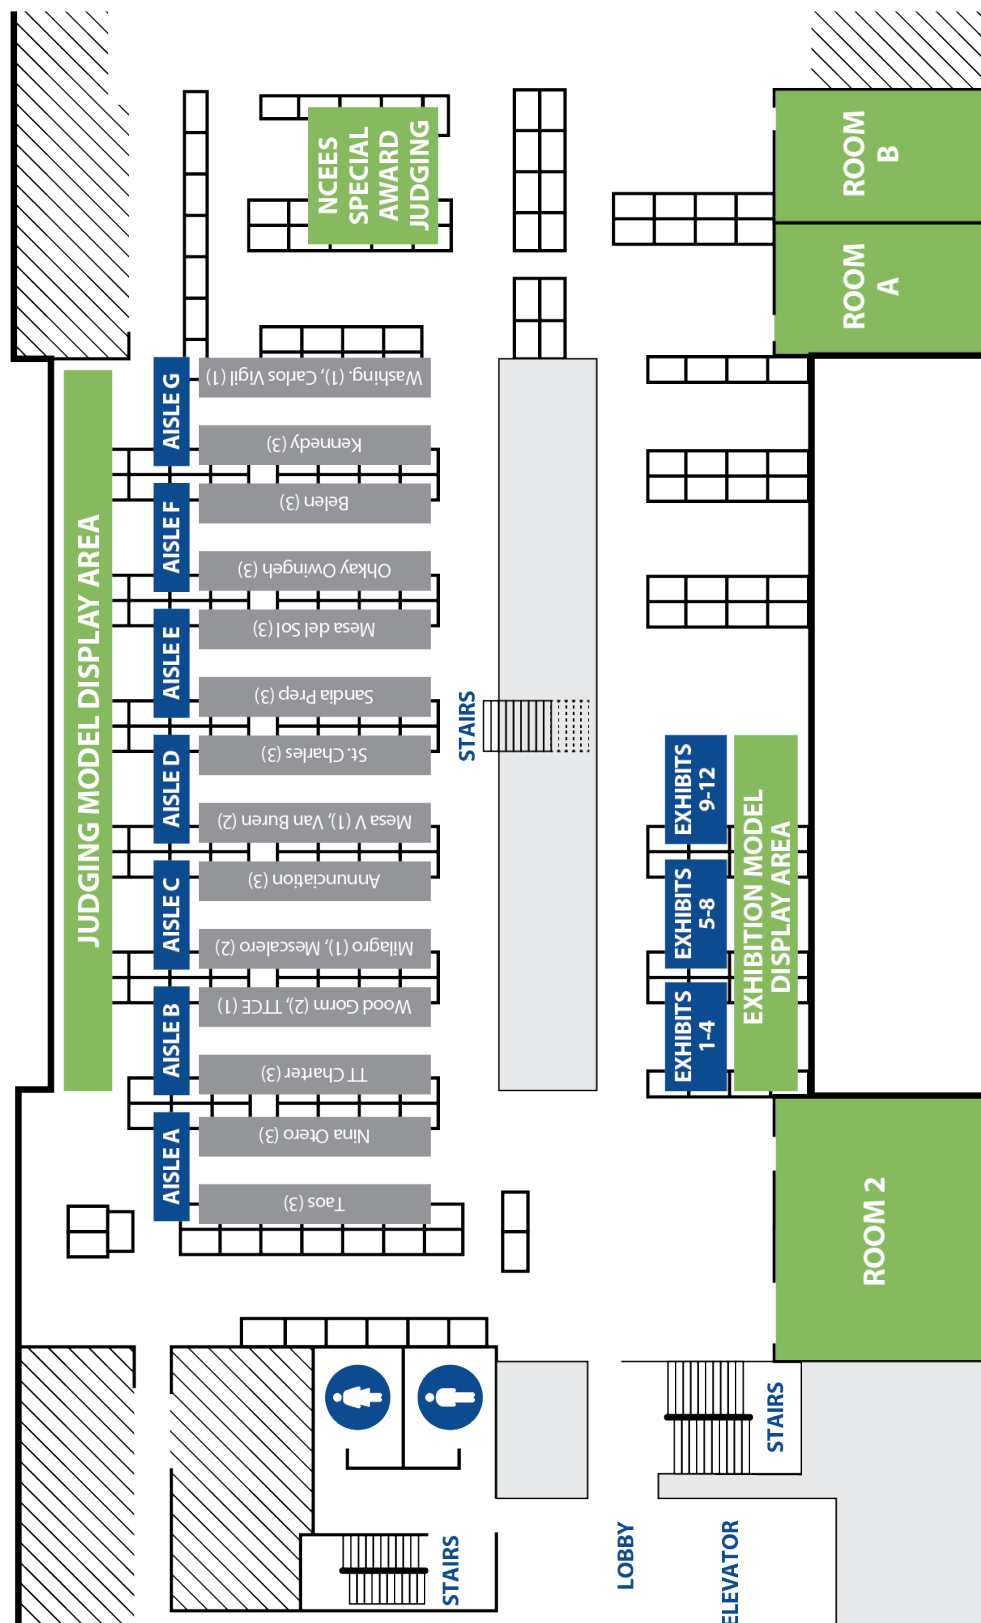 NCEES
SPECIAL
AWARD
JUDGING
ROOM
B
ROOM
A
JUDGING MODEL DISPLAY AREA
AISLE G
Washing. (1), Carlos Vigil (1)
Kennedy (3)
AISLE F
Belen (3)
Ohkay Owingeh (3)
AISLE E
Mesa del Sol (3)
Sandia Prep (3)
AISLE D
St. Charles (3)
Mesa V (1), Van Buren (2)
AISLE C
Annunciation (3)
Milagro (1), Mescalero (2)
AISLE B
Wood Gorm (2), TTCE (1)
TT Charter (3)
AISLE A
Nina Otero (3)
Taos (3)
STAIRS
EXHIBITS
9-12
EXHIBITS
5-8
EXHIBITS
1-4
EXHIBITION MODEL
DISPLAY AREA
ROOM 2
STAIRS
STAIRS
LOBBY
ELEVATOR